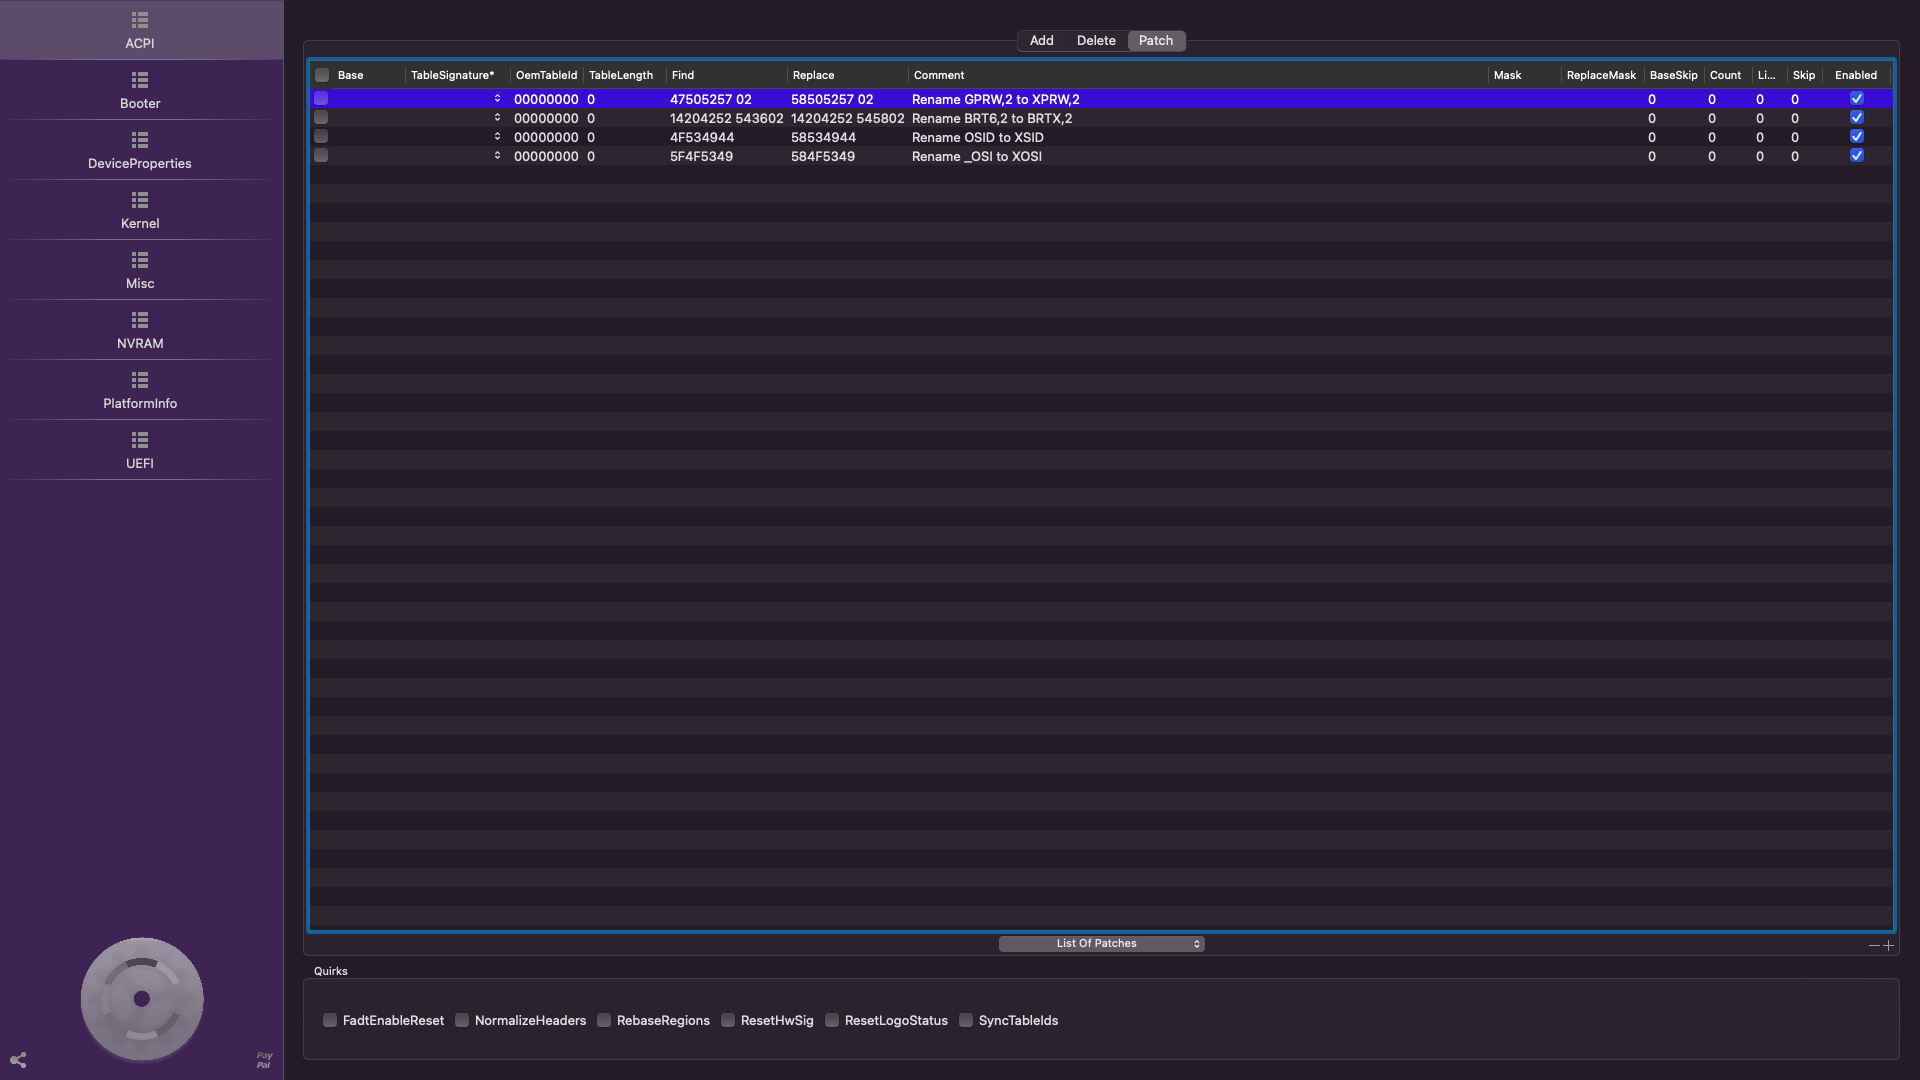 ACPI
Booter
DeviceProperties
Kernel
Misc
NVRAM
PlatformInfo
UEFI
Pay
Pal
Add Delete Patch
Base TableSignature* OemTableId TableLength Find Replace Comment Mask ReplaceMask BaseSkip Count Li... Skip Enabled
00000000 0 47505257 02 58505257 02 Rename GPRW,2 to XPRW,2 0 0 0 0
00000000 0 14204252 543602 14204252 545802 Rename BRT6,2 to BRTX,2 0 0 0 0
00000000 0 4F534944 58534944 Rename OSID to XSID 0 0 0 0
00000000 0 5F4F5349 584F5349 Rename _OSI to XOSI 0 0 0 0
List Of Patches
Quirks
FadtEnableReset NormalizeHeaders RebaseRegions ResetHwSig ResetLogoStatus SyncTableIds